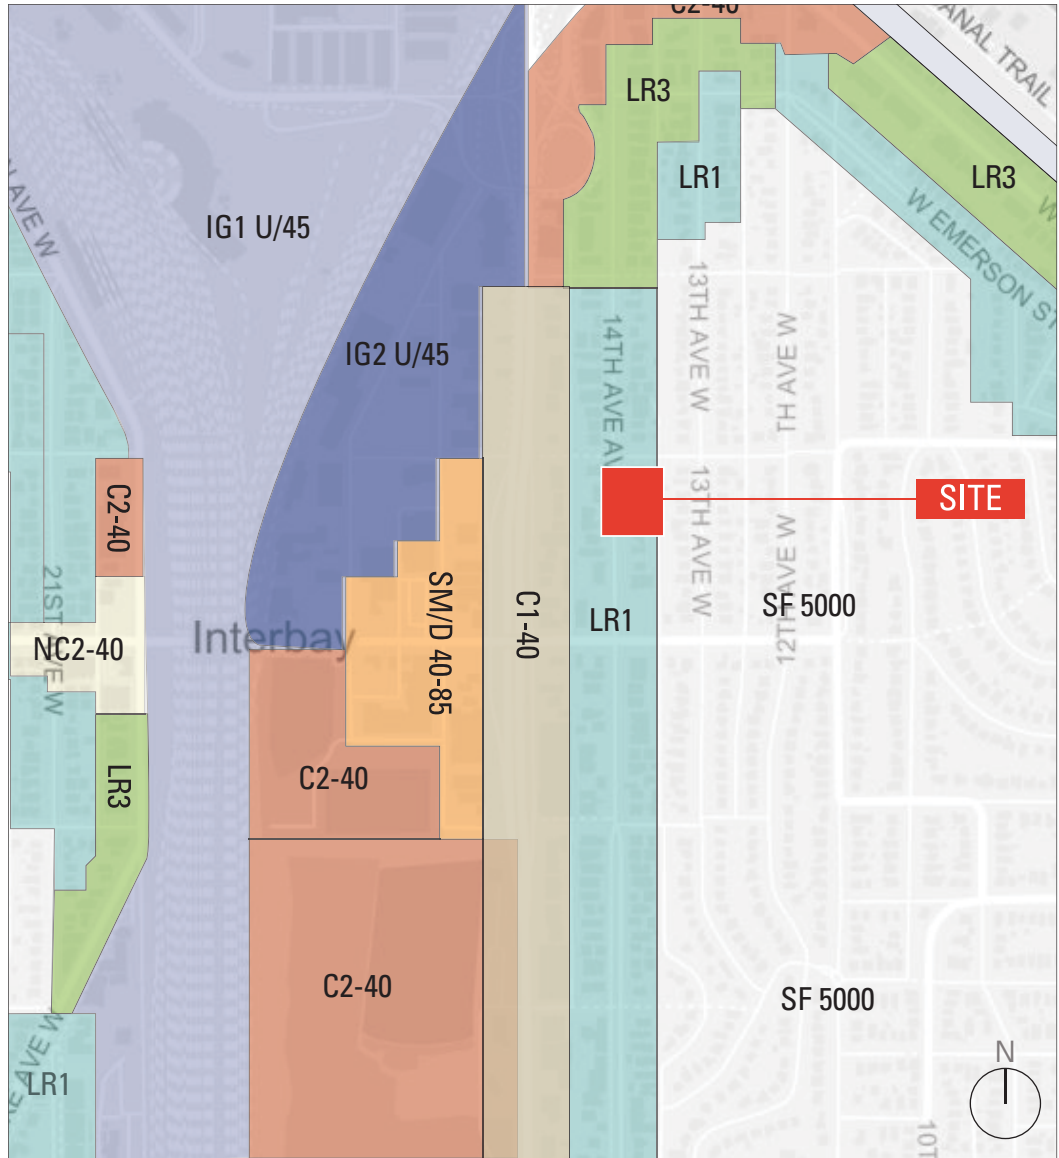 C2-40
ANAL TRAIL
LR3
LR1
LR3
AVE W
IG1 U/45
W EMERSON ST
13TH AVE W
14TH AVE
TH AVE W
IG2 U/45
C2-40
13TH AVE W
SITE
12TH AVE W
21ST AVE W
SM/D 40-85
C1-40
SF 5000
LR1
Interbay
NC2-40
LR3
C2-40
C2-40
SF 5000
AVE W
LR1
N
10T